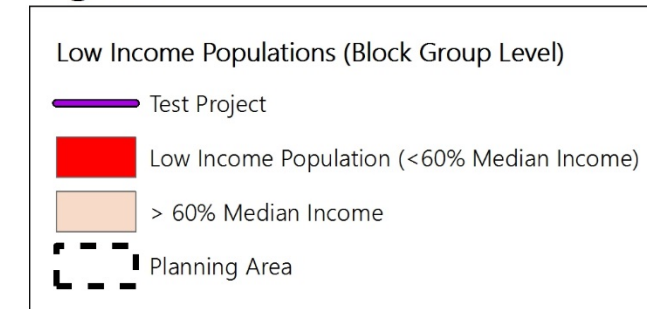 Low Income Populations (Block Group Level)
Test Project
Low Income Population (<60% Median Income)
> 60% Median Income
Planning Area